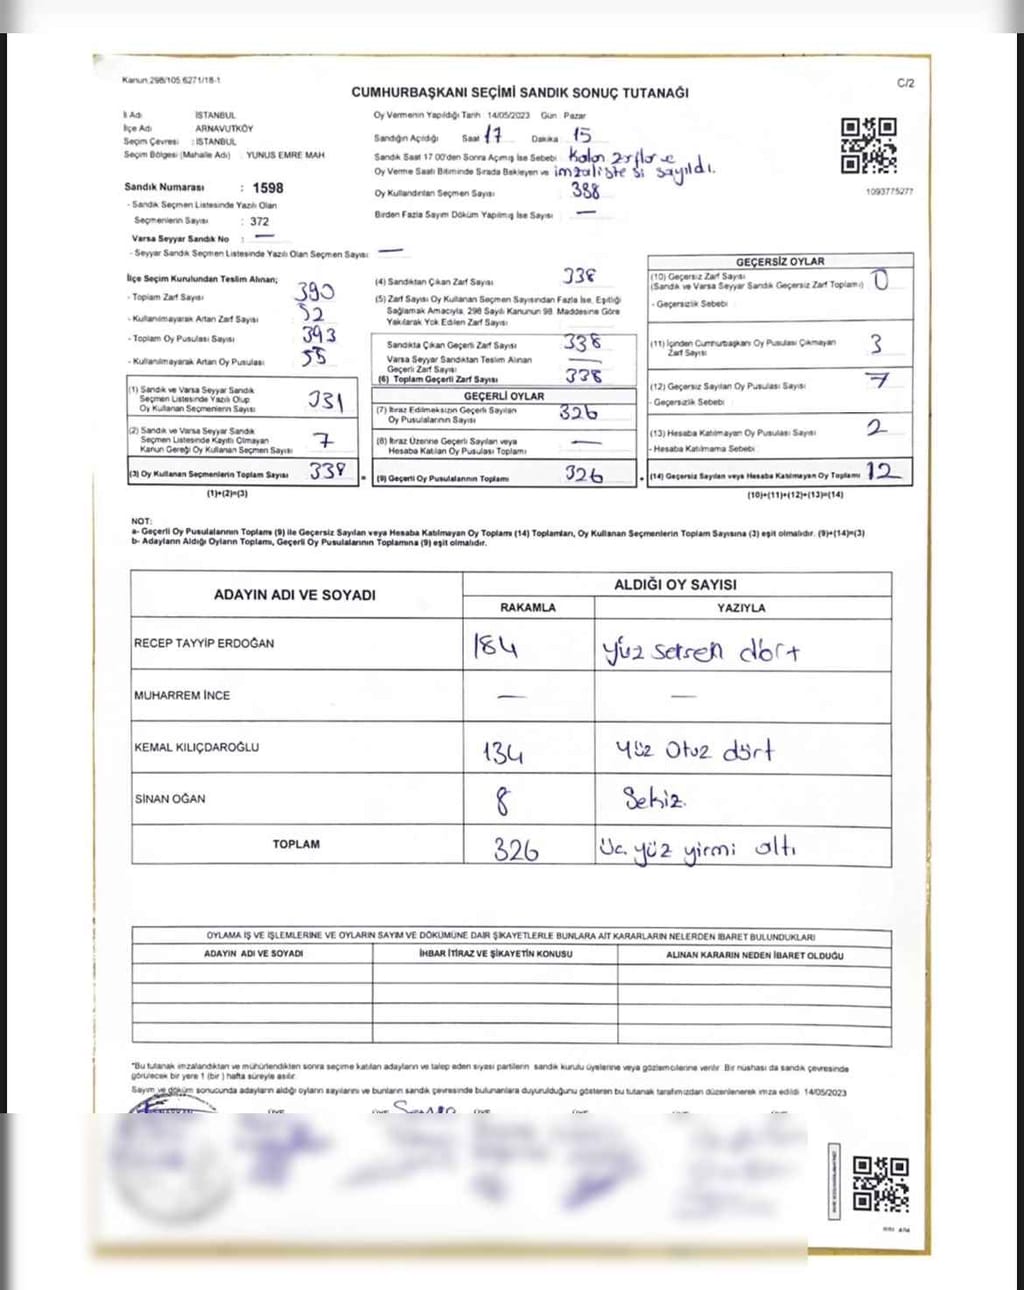 Kanun 298/105 6271/18-1
C/2
CUMHURBAŞKANI SEÇİMİ SANDIK SONUÇ TUTANAĞI
İl Adı : İSTANBUL
İlçe Adı : ARNAVUTKÖY
Seçim Çevresi : İSTANBUL
Seçim Bölgesi (Mahalle Adı) : YUNUS EMRE MAH
Sandık Numarası : 1598
- Sandık Seçmen Listesinde Yazılı Olan
Seçmenlerin Sayısı : 372
Varsa Seyyar Sandık No : —
- Seyyar Sandık Seçmen Listesinde Yazılı Olan Seçmen Sayısı: —
Oy Vermenin Yapıldığı Tarih 14/05/2023 Gün Pazar
Sandığın Açıldığı Saat 17 Dakika 15
Sandık Saat 17 00'den Sonra Açımış İse Sebebi Kalan zarflar ve
Oy Verme Saati Bitiminde Sırada Bekleyen ve imza listesi sayıldı.
Oy Kullandırılan Seçmen Sayısı 338
Birden Fazla Sayım Döküm Yapılmış İse Sayısı —
1093775277
İlçe Seçim Kurulundan Teslim Alınan;
- Toplam Zarf Sayısı 390
- Kullanılmayarak Artan Zarf Sayısı 52
- Toplam Oy Pusulası Sayısı 393
- Kullanılmayarak Artan Oy Pusulası 55
(1) Sandık ve Varsa Seyyar Sandık
Seçmen Listesinde Yazılı Olup
Oy Kullanan Seçmenlerin Sayısı 331
(2) Sandık ve Varsa Seyyar Sandık
Seçmen Listesinde Kayıtlı Olmayan
Kanun Gereği Oy Kullanan Seçmen Sayısı 7
(3) Oy Kullanan Seçmenlerin Toplam Sayısı 338
(1)+(2)=(3)
(4) Sandıktan Çıkan Zarf Sayısı 338
(5) Zarf Sayısı Oy Kullanan Seçmen Sayısından Fazla İse, Eşitliği
Sağlamak Amacıyla, 298 Sayılı Kanunun 98 Maddesine Göre
Yakılarak Yok Edilen Zarf Sayısı
Sandıkta Çıkan Geçerli Zarf Sayısı 338
Varsa Seyyar Sandıktan Teslim Alınan
Geçerli Zarf Sayısı —
(6) Toplam Geçerli Zarf Sayısı 338
GEÇERLİ OYLAR
(7) İtiraz Edilmeksizin Geçerli Sayılan
Oy Pusulalarının Sayısı 326
(8) İtiraz Üzerine Geçerli Sayılan veya
Hesaba Katılan Oy Pusulası Toplamı —
= (9) Geçerli Oy Pusulalarının Toplamı 326
GEÇERSİZ OYLAR
(10) Geçersiz Zarf Sayısı
(Sandık ve Varsa Seyyar Sandık Geçersiz Zarf Toplamı) 0
- Geçersizlik Sebebi
(11) İçinden Cumhurbaşkanı Oy Pusulası Çıkmayan
Zarf Sayısı 3
(12) Geçersiz Sayılan Oy Pusulası Sayısı 7
- Geçersizlik Sebebi
(13) Hesaba Katılmayan Oy Pusulası Sayısı 2
- Hesaba Katılmama Sebebi
+ (14) Geçersiz Sayılan veya Hesaba Katılmayan Oy Toplamı 12
(10)+(11)+(12)+(13)=(14)
NOT:
a- Geçerli Oy Pusulalarının Toplamı (9) ile Geçersiz Sayılan veya Hesaba Katılmayan Oy Toplamı (14) Toplamları, Oy Kullanan Seçmenlerin Toplam Sayısına (3) eşit olmalıdır. (9)+(14)=(3)
b- Adayların Aldığı Oyların Toplamı, Geçerli Oy Pusulalarının Toplamına (9) eşit olmalıdır.
ADAYIN ADI VE SOYADI
ALDIĞI OY SAYISI
RAKAMLA YAZIYLA
RECEP TAYYİP ERDOĞAN 184 yüz seksen dört
MUHARREM İNCE — —
KEMAL KILIÇDAROĞLU 134 yüz otuz dört
SİNAN OĞAN 8 Sekiz.
TOPLAM 326 Üç yüz yirmi altı
OYLAMA İŞ VE İŞLEMLERİNE VE OYLARIN SAYIM VE DÖKÜMÜNE DAİR ŞİKAYETLERLE BUNLARA AİT KARARLARIN NELERDEN İBARET BULUNDUKLARI
ADAYIN ADI VE SOYADI İHBAR İTİRAZ VE ŞİKAYETİN KONUSU ALINAN KARARIN NEDEN İBARET OLDUĞU
"Bu tutanak imzalandıktan ve mühürlendikten sonra seçime katılan adayların ve talep eden siyasi partilerin sandık kurulu üyelerine veya gözlemcilerine verilir. Bir nüshası da sandık çevresinde
görülecek bir yere 1 (bir) hafta süreyle asılır.
Sayım ve döküm sonucunda adayların aldığı oyların sayılarını ve bunların sandık çevresinde bulunanlara duyurulduğunu gösteren bu tutanak tarafımızdan düzenlenerek imza edildi 14/05/2023